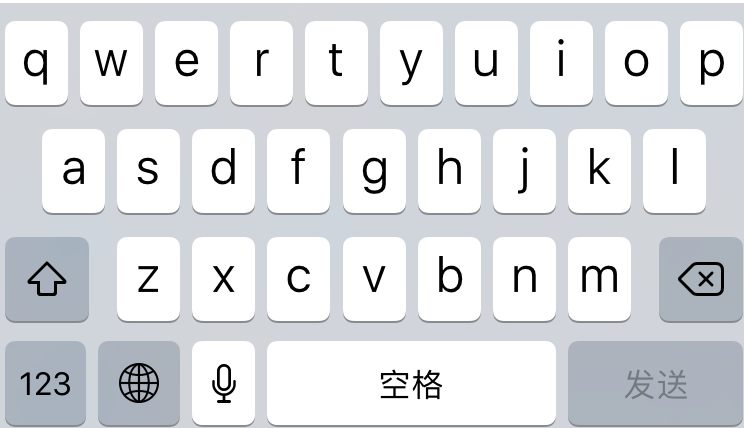 q w e r t y u i o p
a s d f g h j k l
z x c v b n m
123 空格 发送